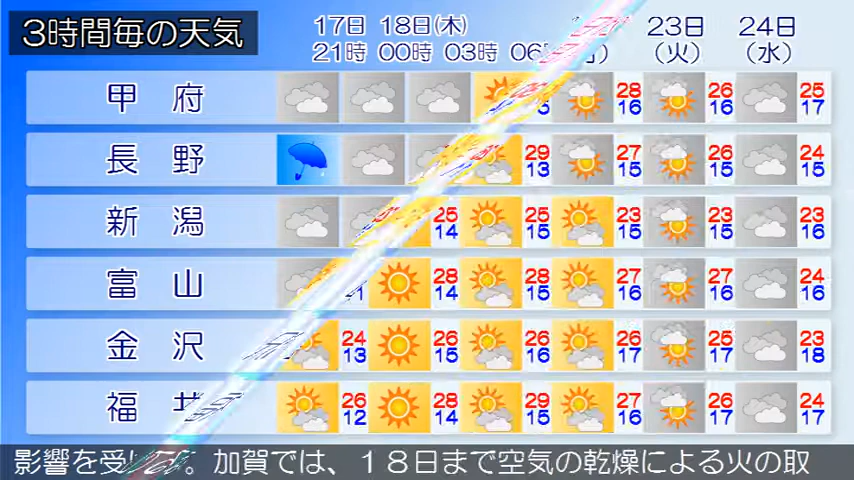 3時間毎の天気
17日 18日(木) 23日 24日
21時 00時 03時 (火) (水)
甲府 28 16 26 16 25 17
長野 29 13 27 15 26 15 24 15
新潟 25 14 25 15 23 15 23 15 23 16
富山 28 14 28 15 27 16 27 16 24 16
金沢 24 13 26 15 26 16 26 17 25 17 23 18
福井 26 12 28 14 29 15 27 16 26 17 24 17
影響を受 。加賀では、18日まで空気の乾燥による火の取